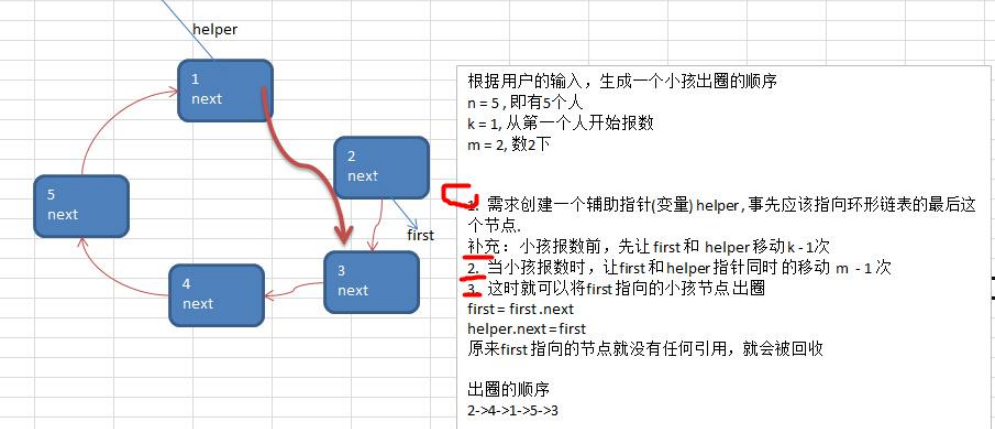 helper
1
next
2
next
first
5
next
4
next
3
next
根据用户的输入，生成一个小孩出圈的顺序
n = 5 , 即有5个人
k = 1, 从第一个人开始报数
m = 2, 数2下
1. 需求创建一个辅助指针(变量) helper , 事先应该指向环形链表的最后这
个节点.
补充： 小孩报数前，先让 first 和 helper 移动 k - 1次
2. 当小孩报数时，让first 和 helper 指针同时 的移动 m - 1 次
3. 这时就可以将first 指向的小孩节点 出圈
first = first .next
helper.next = first
原来first 指向的节点就没有任何引用，就会被回收
出圈的顺序
2->4->1->5->3